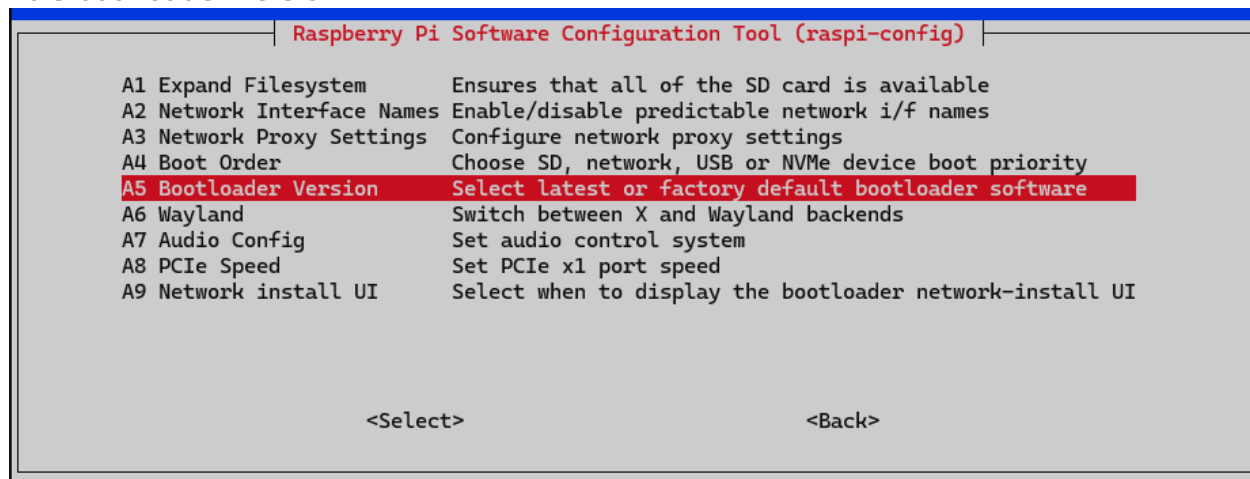 Raspberry Pi Software Configuration Tool (raspi-config)
A1 Expand Filesystem Ensures that all of the SD card is available
A2 Network Interface Names Enable/disable predictable network i/f names
A3 Network Proxy Settings Configure network proxy settings
A4 Boot Order Choose SD, network, USB or NVMe device boot priority
A5 Bootloader Version Select latest or factory default bootloader software
A6 Wayland Switch between X and Wayland backends
A7 Audio Config Set audio control system
A8 PCIe Speed Set PCIe x1 port speed
A9 Network install UI Select when to display the bootloader network-install UI
<Select> <Back>